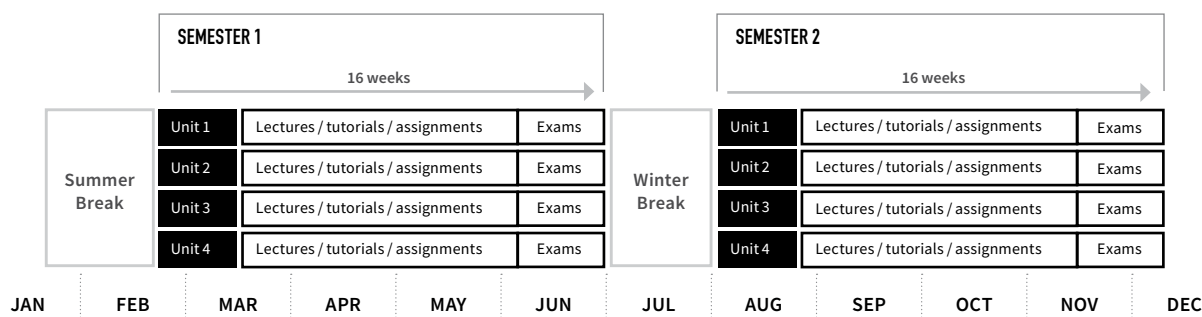 SEMESTER 1
SEMESTER 2
16 weeks
16 weeks
Summer
Break
Unit 1 Lectures / tutorials / assignments Exams
Unit 2 Lectures / tutorials / assignments Exams
Unit 3 Lectures / tutorials / assignments Exams
Unit 4 Lectures / tutorials / assignments Exams
Winter
Break
Unit 1 Lectures / tutorials / assignments Exams
Unit 2 Lectures / tutorials / assignments Exams
Unit 3 Lectures / tutorials / assignments Exams
Unit 4 Lectures / tutorials / assignments Exams
JAN FEB MAR APR MAY JUN JUL AUG SEP OCT NOV DEC